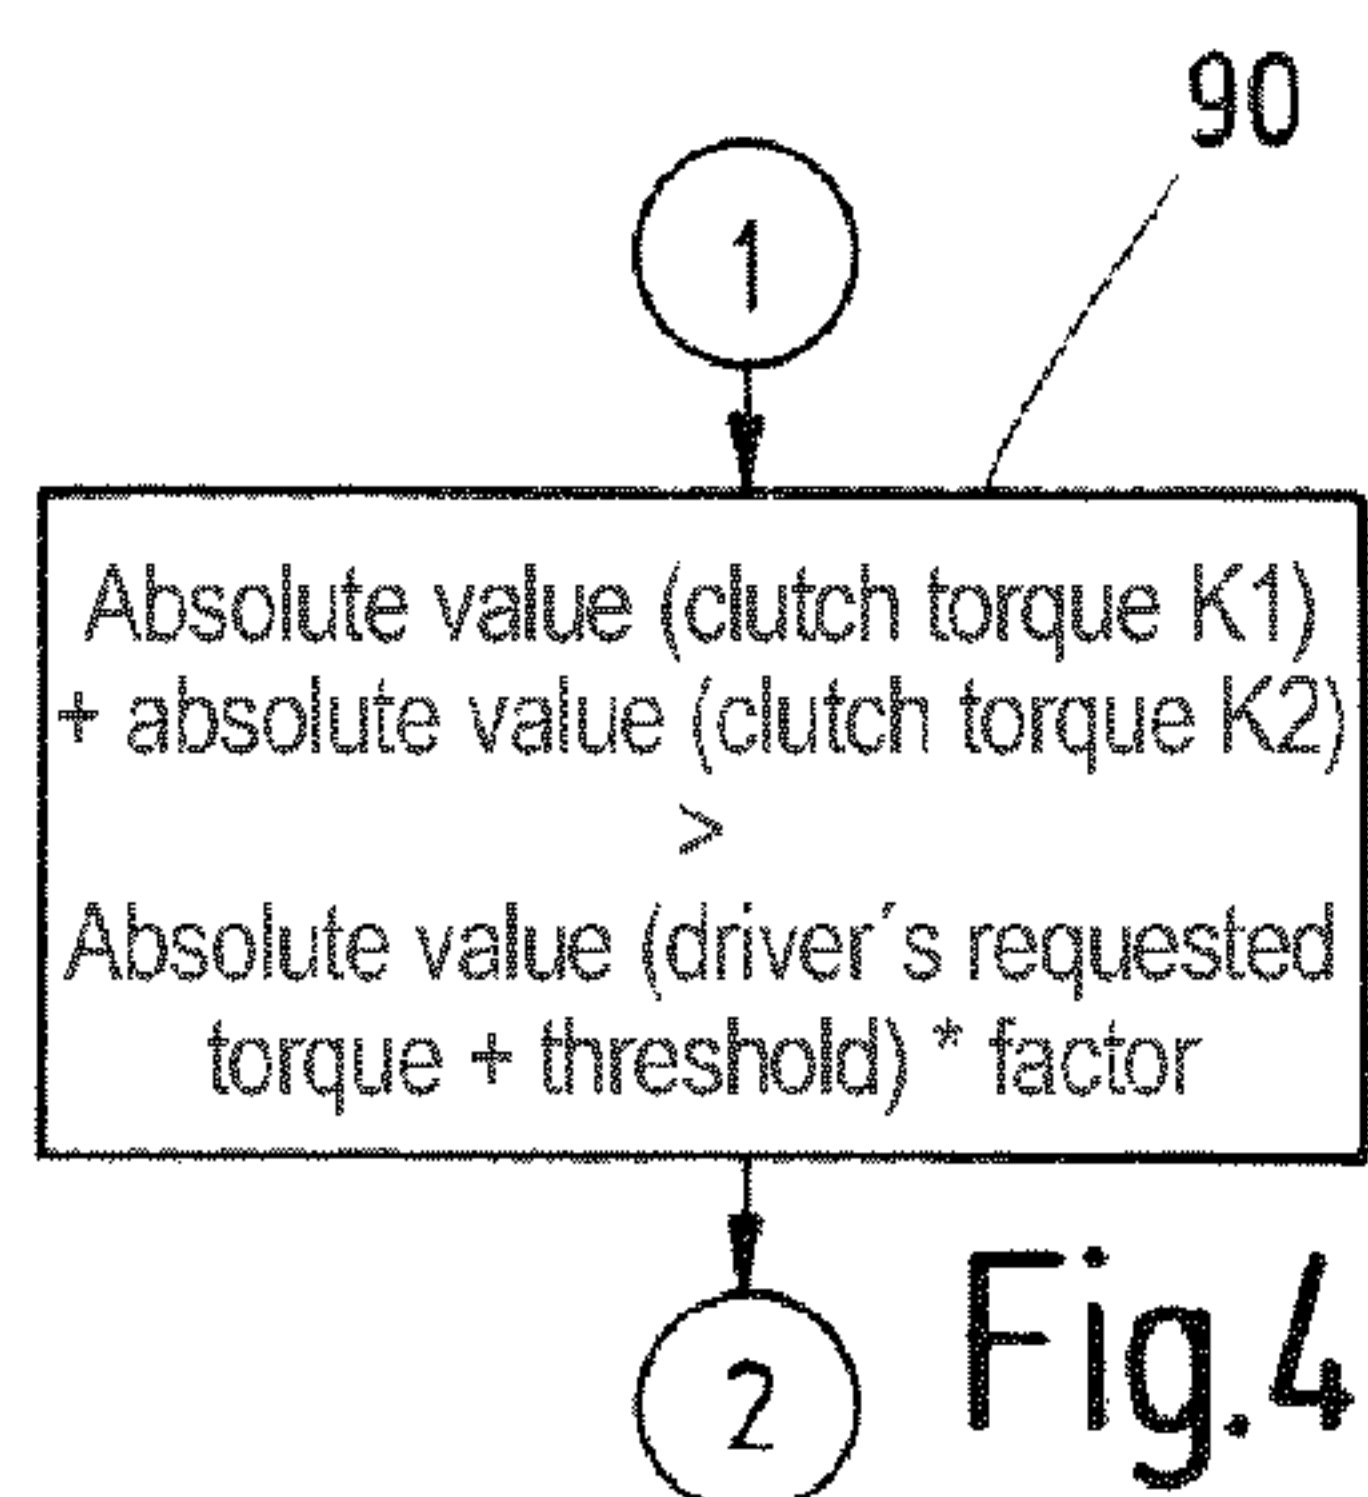 90
1
Absolute value (clutch torque K1)
+ absolute value (clutch torque K2)
>
Absolute value (driver´s requested
torque + threshold) * factor
2
Fig.4